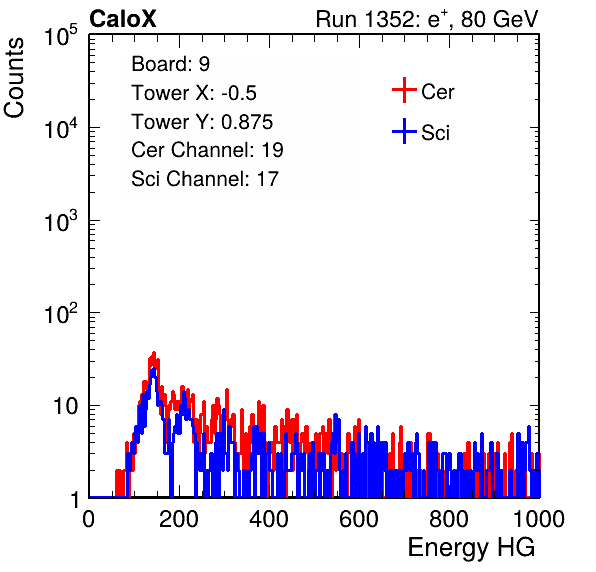 CaloX Run 1352: e⁺, 80 GeV
Counts
Board: 9
Tower X: -0.5
Tower Y: 0.875
Cer Channel: 19
Sci Channel: 17
Cer
Sci
10⁵
10⁴
10³
10²
10
1
0 200 400 600 800 1000
Energy HG